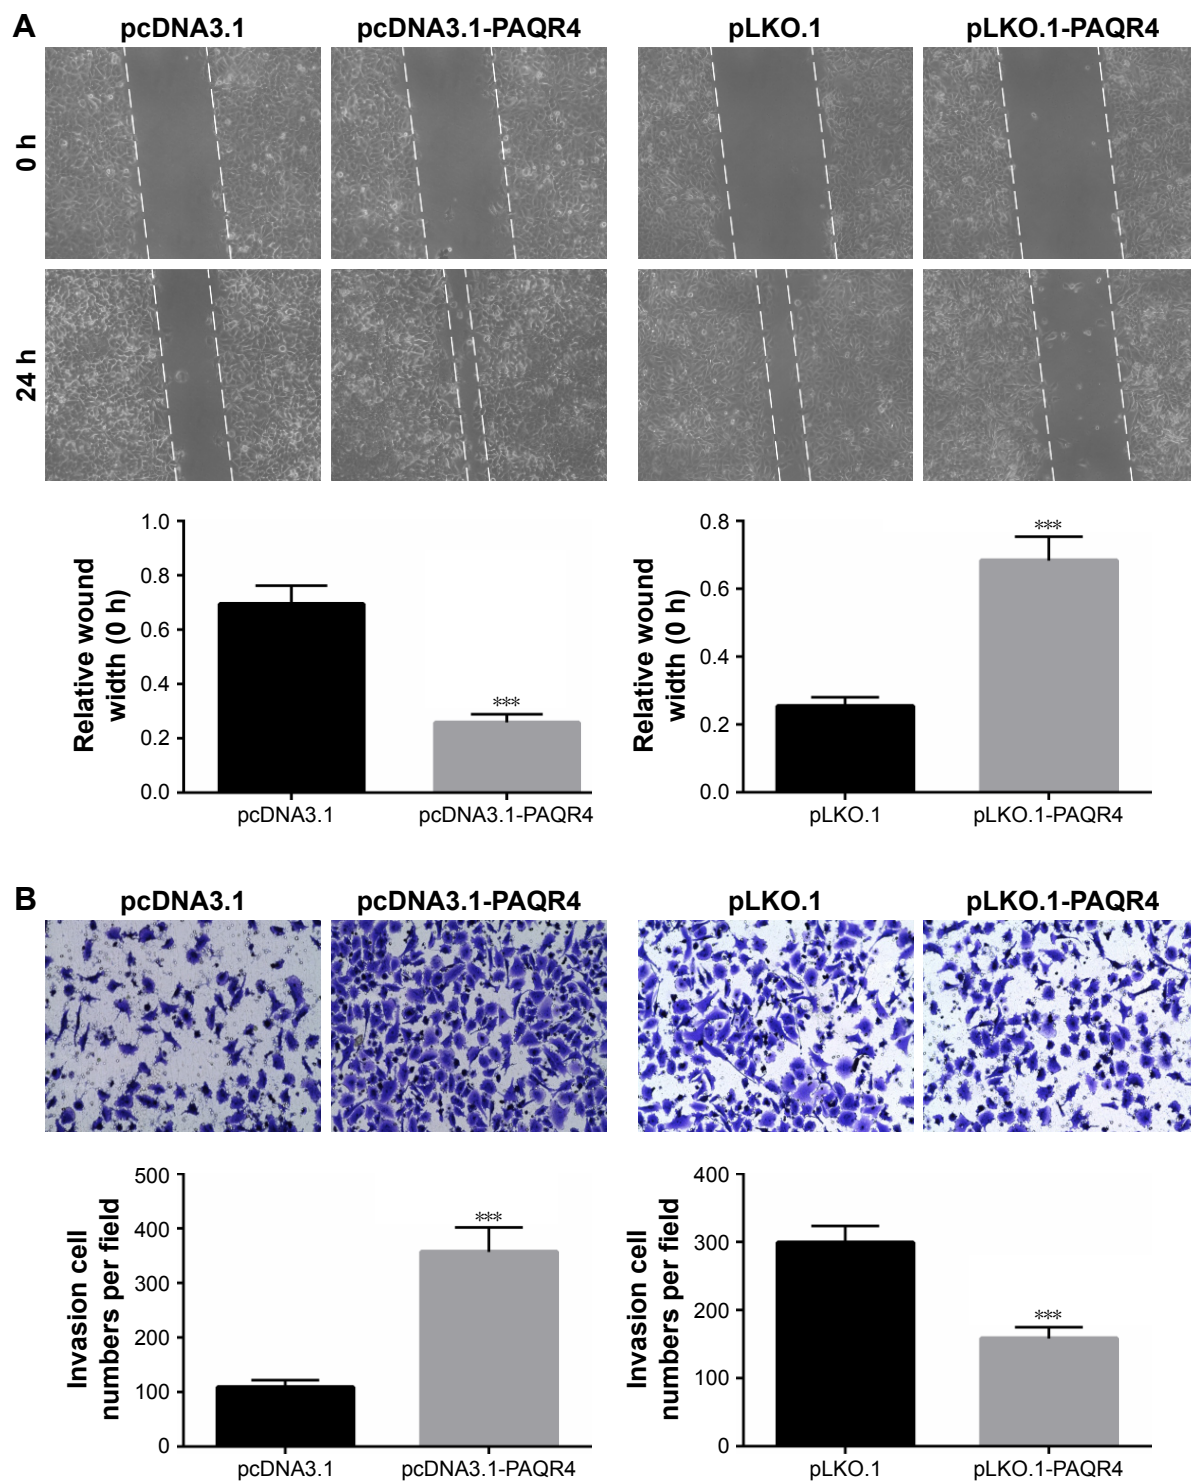 A
pcDNA3.1 pcDNA3.1-PAQR4 pLKO.1 pLKO.1-PAQR4
0 h
24 h
Relative wound
width (0 h)
1.0
0.8
0.6
0.4
0.2
0.0
***
pcDNA3.1 pcDNA3.1-PAQR4
Relative wound
width (0 h)
0.8
0.6
0.4
0.2
0.0
***
pLKO.1 pLKO.1-PAQR4
B
pcDNA3.1 pcDNA3.1-PAQR4 pLKO.1 pLKO.1-PAQR4
Invasion cell
numbers per field
500
400
300
200
100
0
***
pcDNA3.1 pcDNA3.1-PAQR4
Invasion cell
numbers per field
400
300
200
100
0
***
pLKO.1 pLKO.1-PAQR4